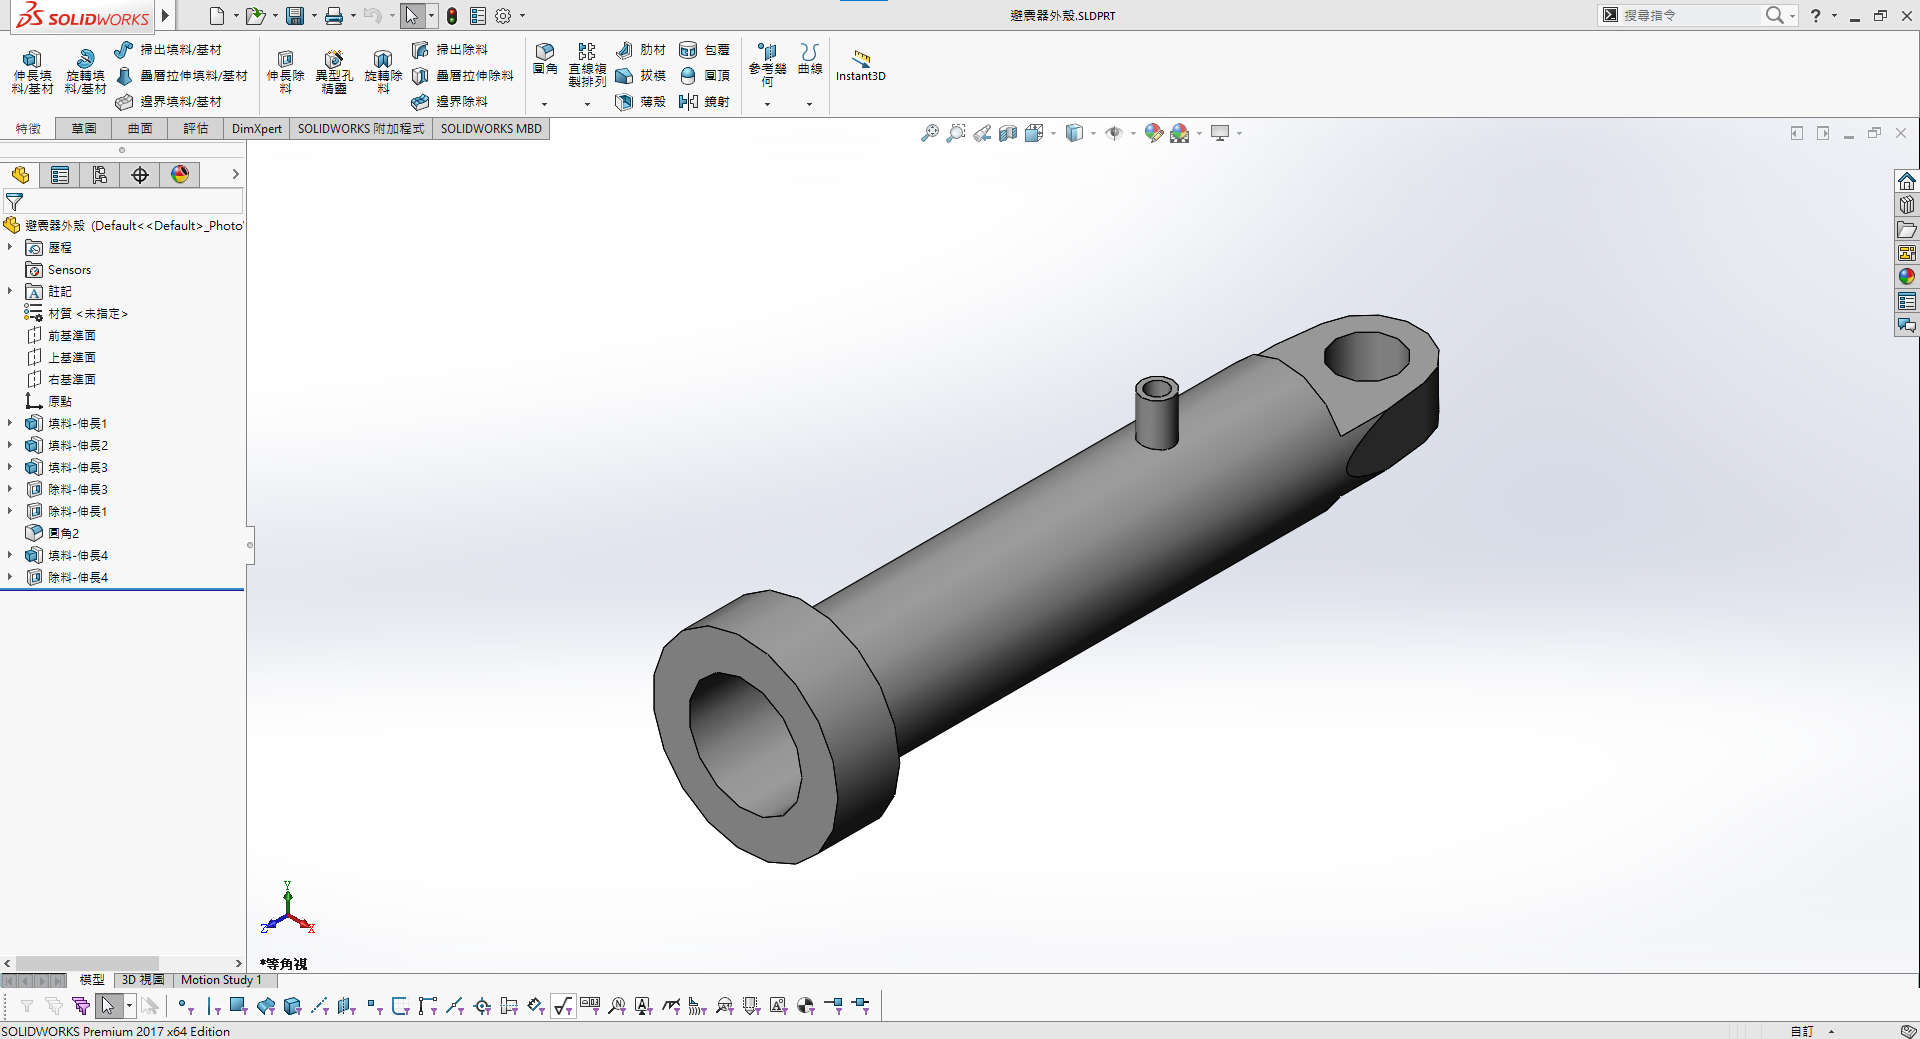 SOLIDWORKS
避震器外殼.SLDPRT
搜尋指令
伸長填料/基材
旋轉填料/基材
掃出填料/基材
疊層拉伸填料/基材
邊界填料/基材
伸長除料
異型孔精靈
旋轉除料
掃出除料
疊層拉伸除料
邊界除料
圓角
直線複製排列
肋材
拔模
薄殼
包覆
圓頂
鏡射
參考幾何
曲線
Instant3D
特徵
草圖
曲面
評估
DimXpert
SOLIDWORKS 附加程式
SOLIDWORKS MBD
避震器外殼 (Default<<Default>_Photo
歷程
Sensors
註記
材質 <未指定>
前基準面
上基準面
右基準面
原點
填料-伸長1
填料-伸長2
填料-伸長3
除料-伸長3
除料-伸長1
圓角2
填料-伸長4
除料-伸長4
Y
Z
X
*等角視
模型
3D 視圖
Motion Study 1
SOLIDWORKS Premium 2017 x64 Edition
自訂